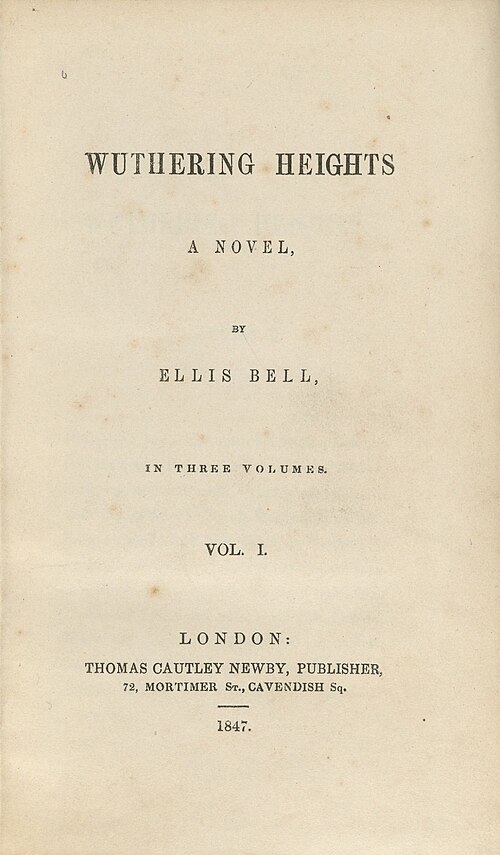 WUTHERING HEIGHTS
A NOVEL,
BY
ELLIS BELL,
IN THREE VOLUMES.
VOL. I.
LONDON:
THOMAS CAUTLEY NEWBY, PUBLISHER,
72, MORTIMER ST., CAVENDISH Sq.
1847.